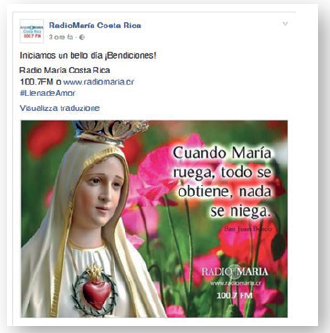 RadioMaría Costa Rica
3 ore fa
Iniciamos un bello día ¡Bendiciones!
Radio María Costa Rica
100.7FM o www.radiomaria.cr
#LlenadeAmor
Visualizza traduzione
Cuando María
ruega, todo se
obtiene, nada
se niega.
San Juan Bosco
RADIO MARIA
www.radiomaria.cr
100.7 FM